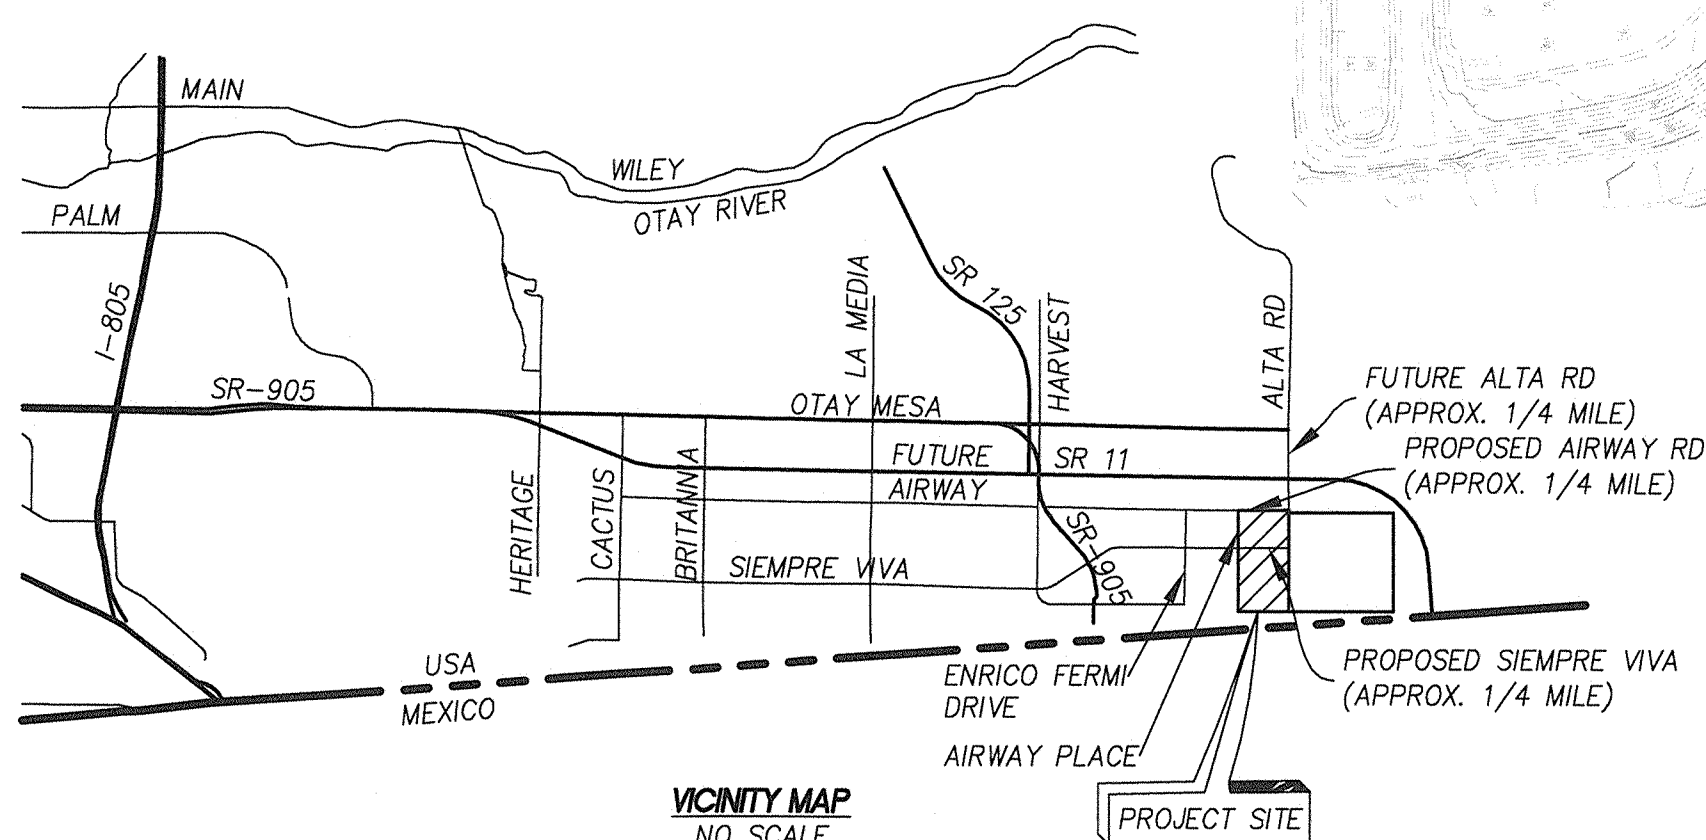 MAIN
WILEY
OTAY RIVER
PALM
I-805
SR-905
LA MEDIA
SR 125
HARVEST
ALTA RD
FUTURE ALTA RD
(APPROX. 1/4 MILE)
OTAY MESA
PROPOSED AIRWAY RD
(APPROX. 1/4 MILE)
FUTURE SR 11
AIRWAY
HERITAGE
CACTUS
BRITANNIA
SIEMPRE VIVA
SR-905
USA
MEXICO
ENRICO FERMI
DRIVE
PROPOSED SIEMPRE VIVA
(APPROX. 1/4 MILE)
AIRWAY PLACE
VICINITY MAP
NO SCALE
PROJECT SITE